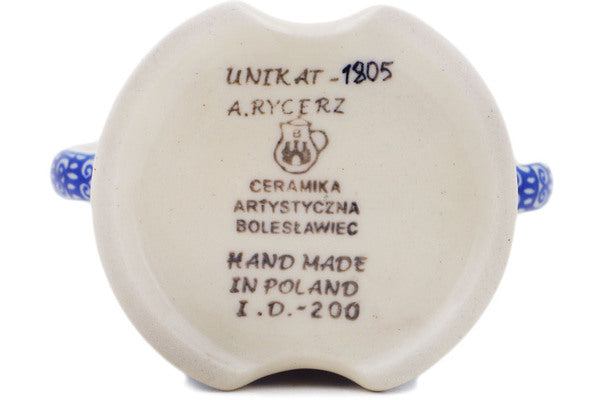 UNIKAT -1805
A.RYCERZ
B
CERAMIKA
ARTYSTYCZNA
BOLESŁAWIEC
HAND MADE
IN POLAND
I.D.-200